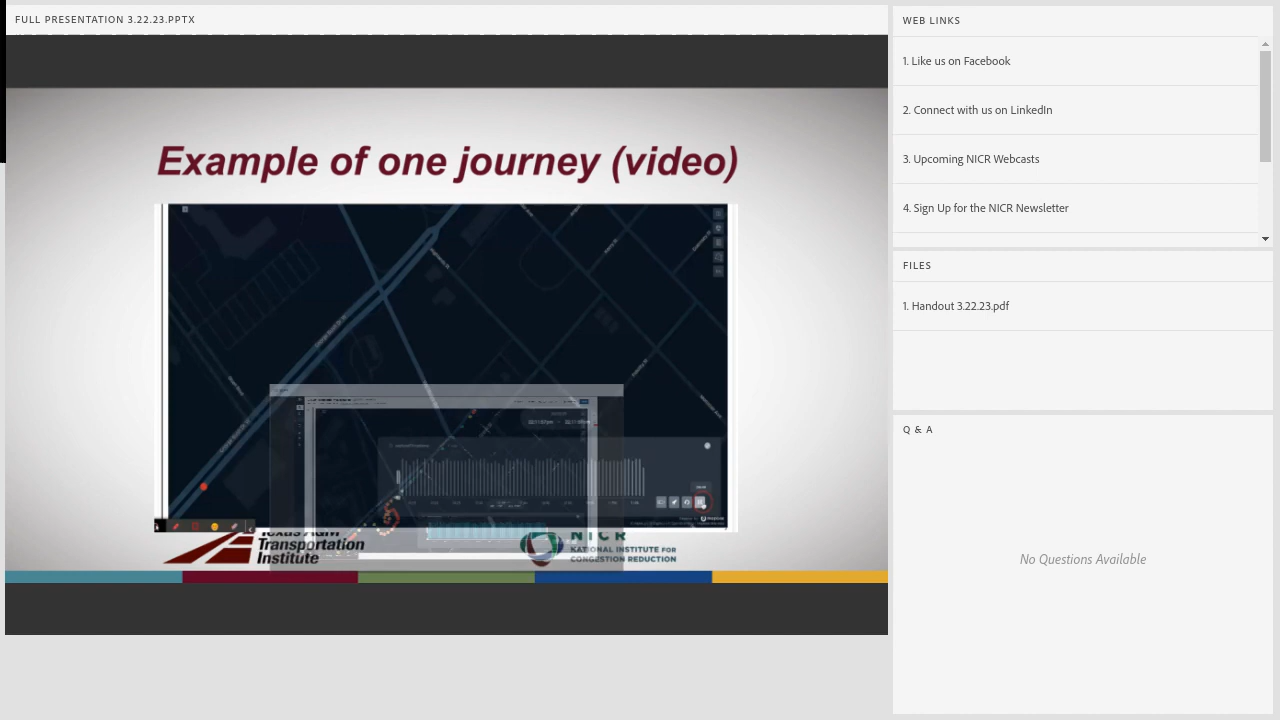 FULL PRESENTATION 3.22.23.PPTX
Example of one journey (video)
Texas A&M
Transportation
Institute
NICR
NATIONAL INSTITUTE FOR
CONGESTION REDUCTION
WEB LINKS
1. Like us on Facebook
2. Connect with us on LinkedIn
3. Upcoming NICR Webcasts
4. Sign Up for the NICR Newsletter
FILES
1. Handout 3.22.23.pdf
Q & A
No Questions Available